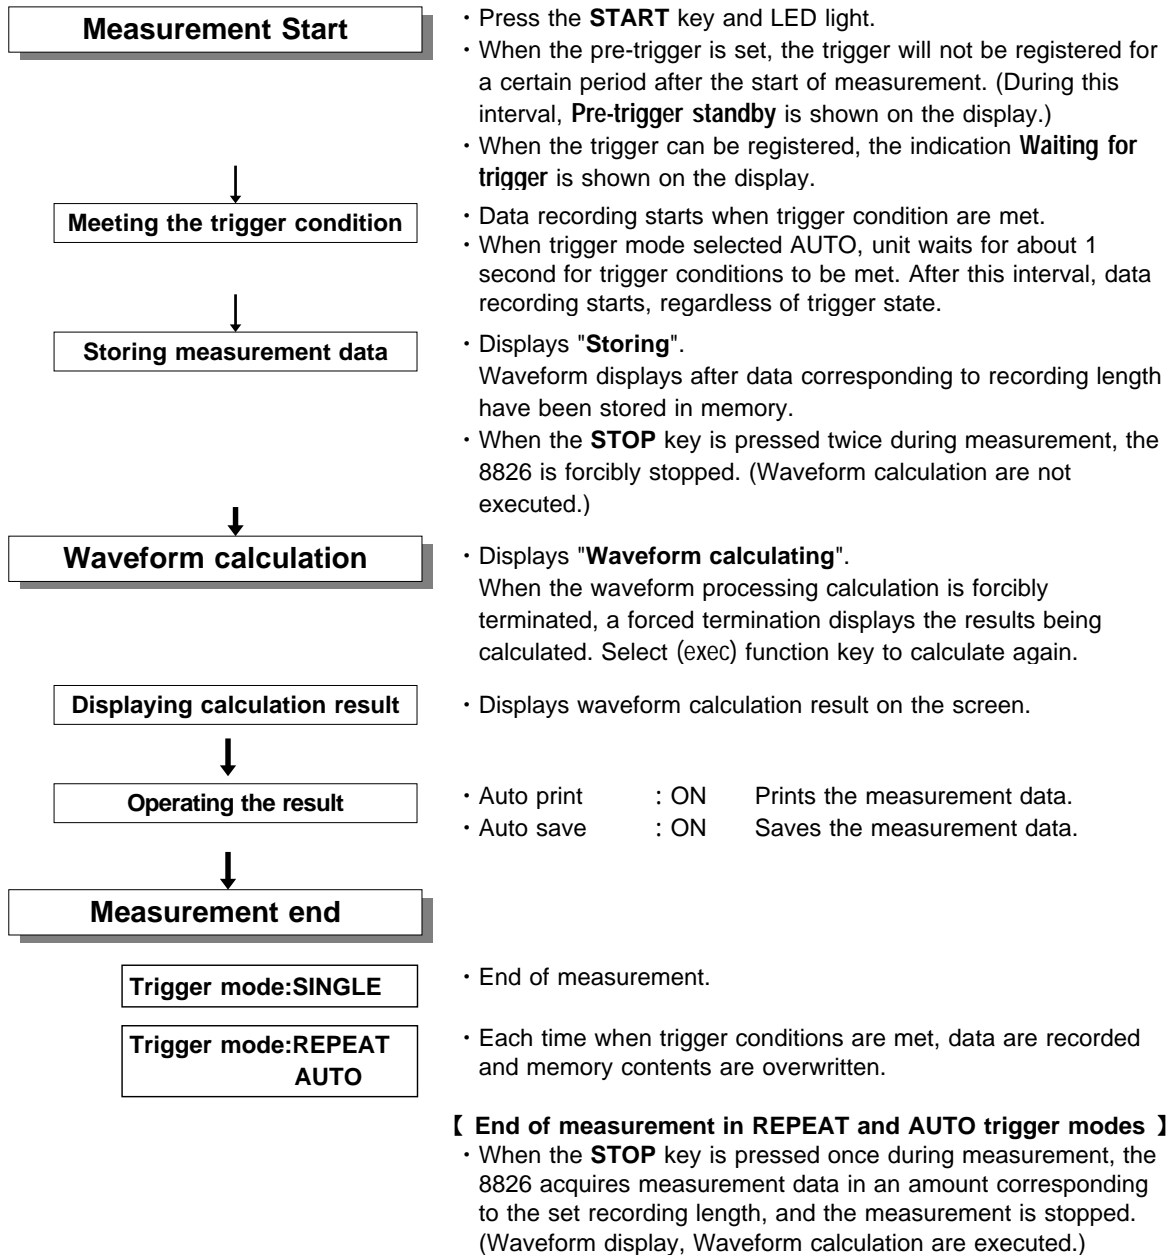 Measurement Start
・Press the START key and LED light.
・When the pre-trigger is set, the trigger will not be registered for
a certain period after the start of measurement. (During this
interval, Pre-trigger standby is shown on the display.)
・When the trigger can be registered, the indication Waiting for
trigger is shown on the display.
Meeting the trigger condition
・Data recording starts when trigger condition are met.
・When trigger mode selected AUTO, unit waits for about 1
second for trigger conditions to be met. After this interval, data
recording starts, regardless of trigger state.
Storing measurement data
・Displays "Storing".
Waveform displays after data corresponding to recording length
have been stored in memory.
・When the STOP key is pressed twice during measurement, the
8826 is forcibly stopped. (Waveform calculation are not
executed.)
Waveform calculation
・Displays "Waveform calculating".
When the waveform processing calculation is forcibly
terminated, a forced termination displays the results being
calculated. Select (exec) function key to calculate again.
Displaying calculation result
・Displays waveform calculation result on the screen.
Operating the result
・Auto print : ON Prints the measurement data.
・Auto save : ON Saves the measurement data.
Measurement end
Trigger mode:SINGLE
・End of measurement.
Trigger mode:REPEAT
AUTO
・Each time when trigger conditions are met, data are recorded
and memory contents are overwritten.
【 End of measurement in REPEAT and AUTO trigger modes 】
・When the STOP key is pressed once during measurement, the
8826 acquires measurement data in an amount corresponding
to the set recording length, and the measurement is stopped.
(Waveform display, Waveform calculation are executed.)